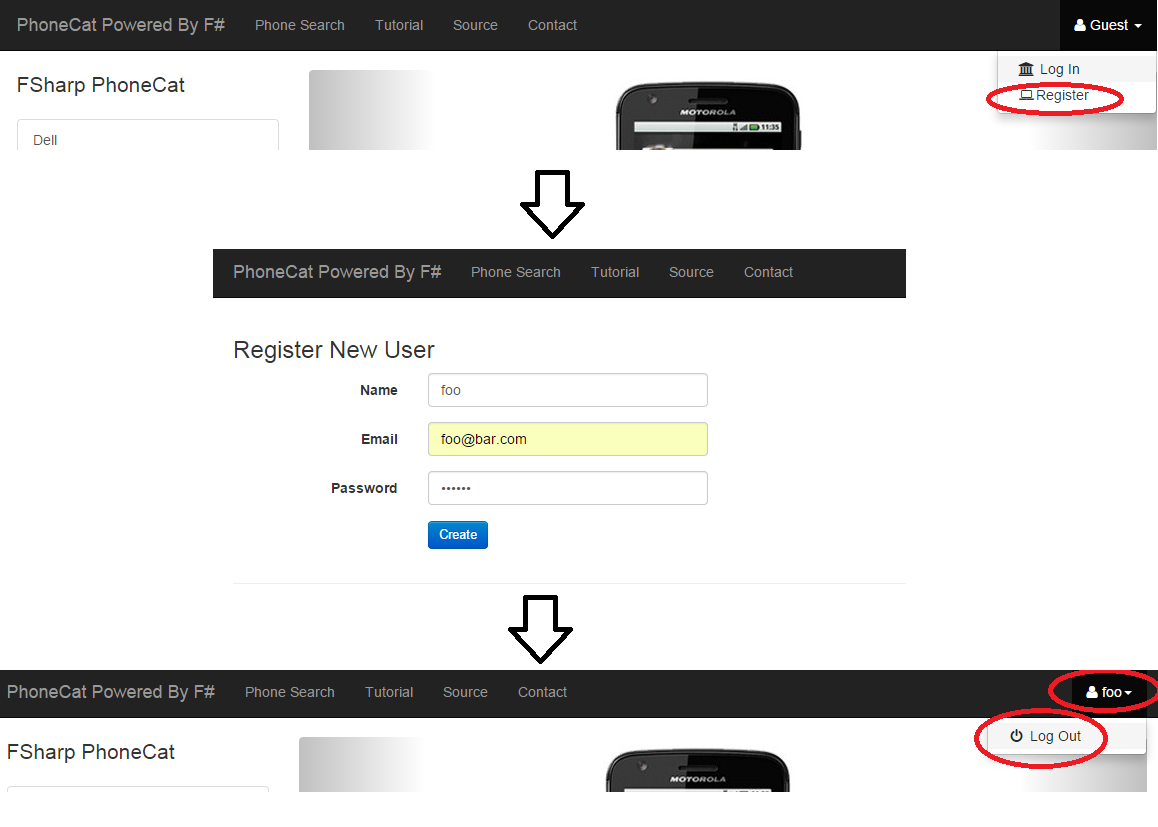 PhoneCat Powered By F# Phone Search Tutorial Source Contact Guest
Log In
Register
FSharp PhoneCat
Dell
MOTOROLA
11:35
PhoneCat Powered By F# Phone Search Tutorial Source Contact
Register New User
Name foo
Email foo@bar.com
Password ••••••
Create
PhoneCat Powered By F# Phone Search Tutorial Source Contact foo
Log Out
FSharp PhoneCat
MOTOROLA